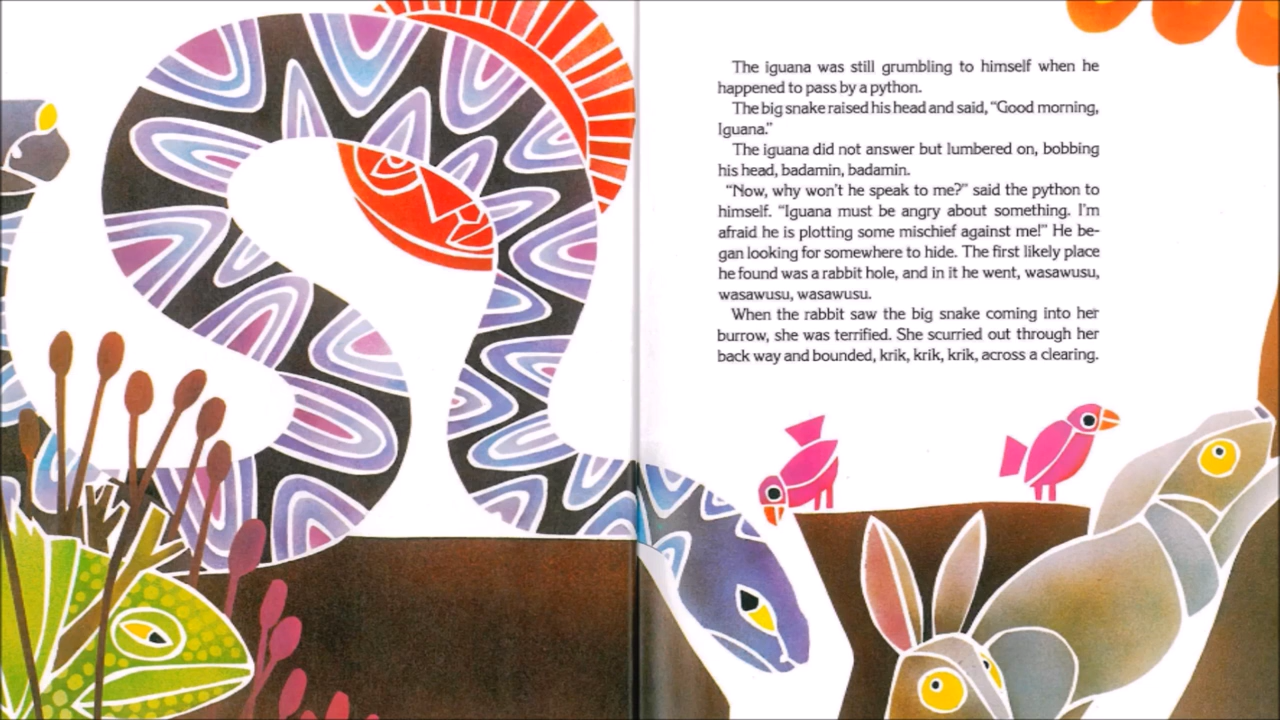 The iguana was still grumbling to himself when he
happened to pass by a python.
The big snake raised his head and said, “Good morning,
Iguana.”
The iguana did not answer but lumbered on, bobbing
his head, badamin, badamin.
“Now, why won't he speak to me?” said the python to
himself. “Iguana must be angry about something. I'm
afraid he is plotting some mischief against me!” He be-
gan looking for somewhere to hide. The first likely place
he found was a rabbit hole, and in it he went, wasawusu,
wasawusu, wasawusu.
When the rabbit saw the big snake coming into her
burrow, she was terrified. She scurried out through her
back way and bounded, krik, krik, krik, across a clearing.